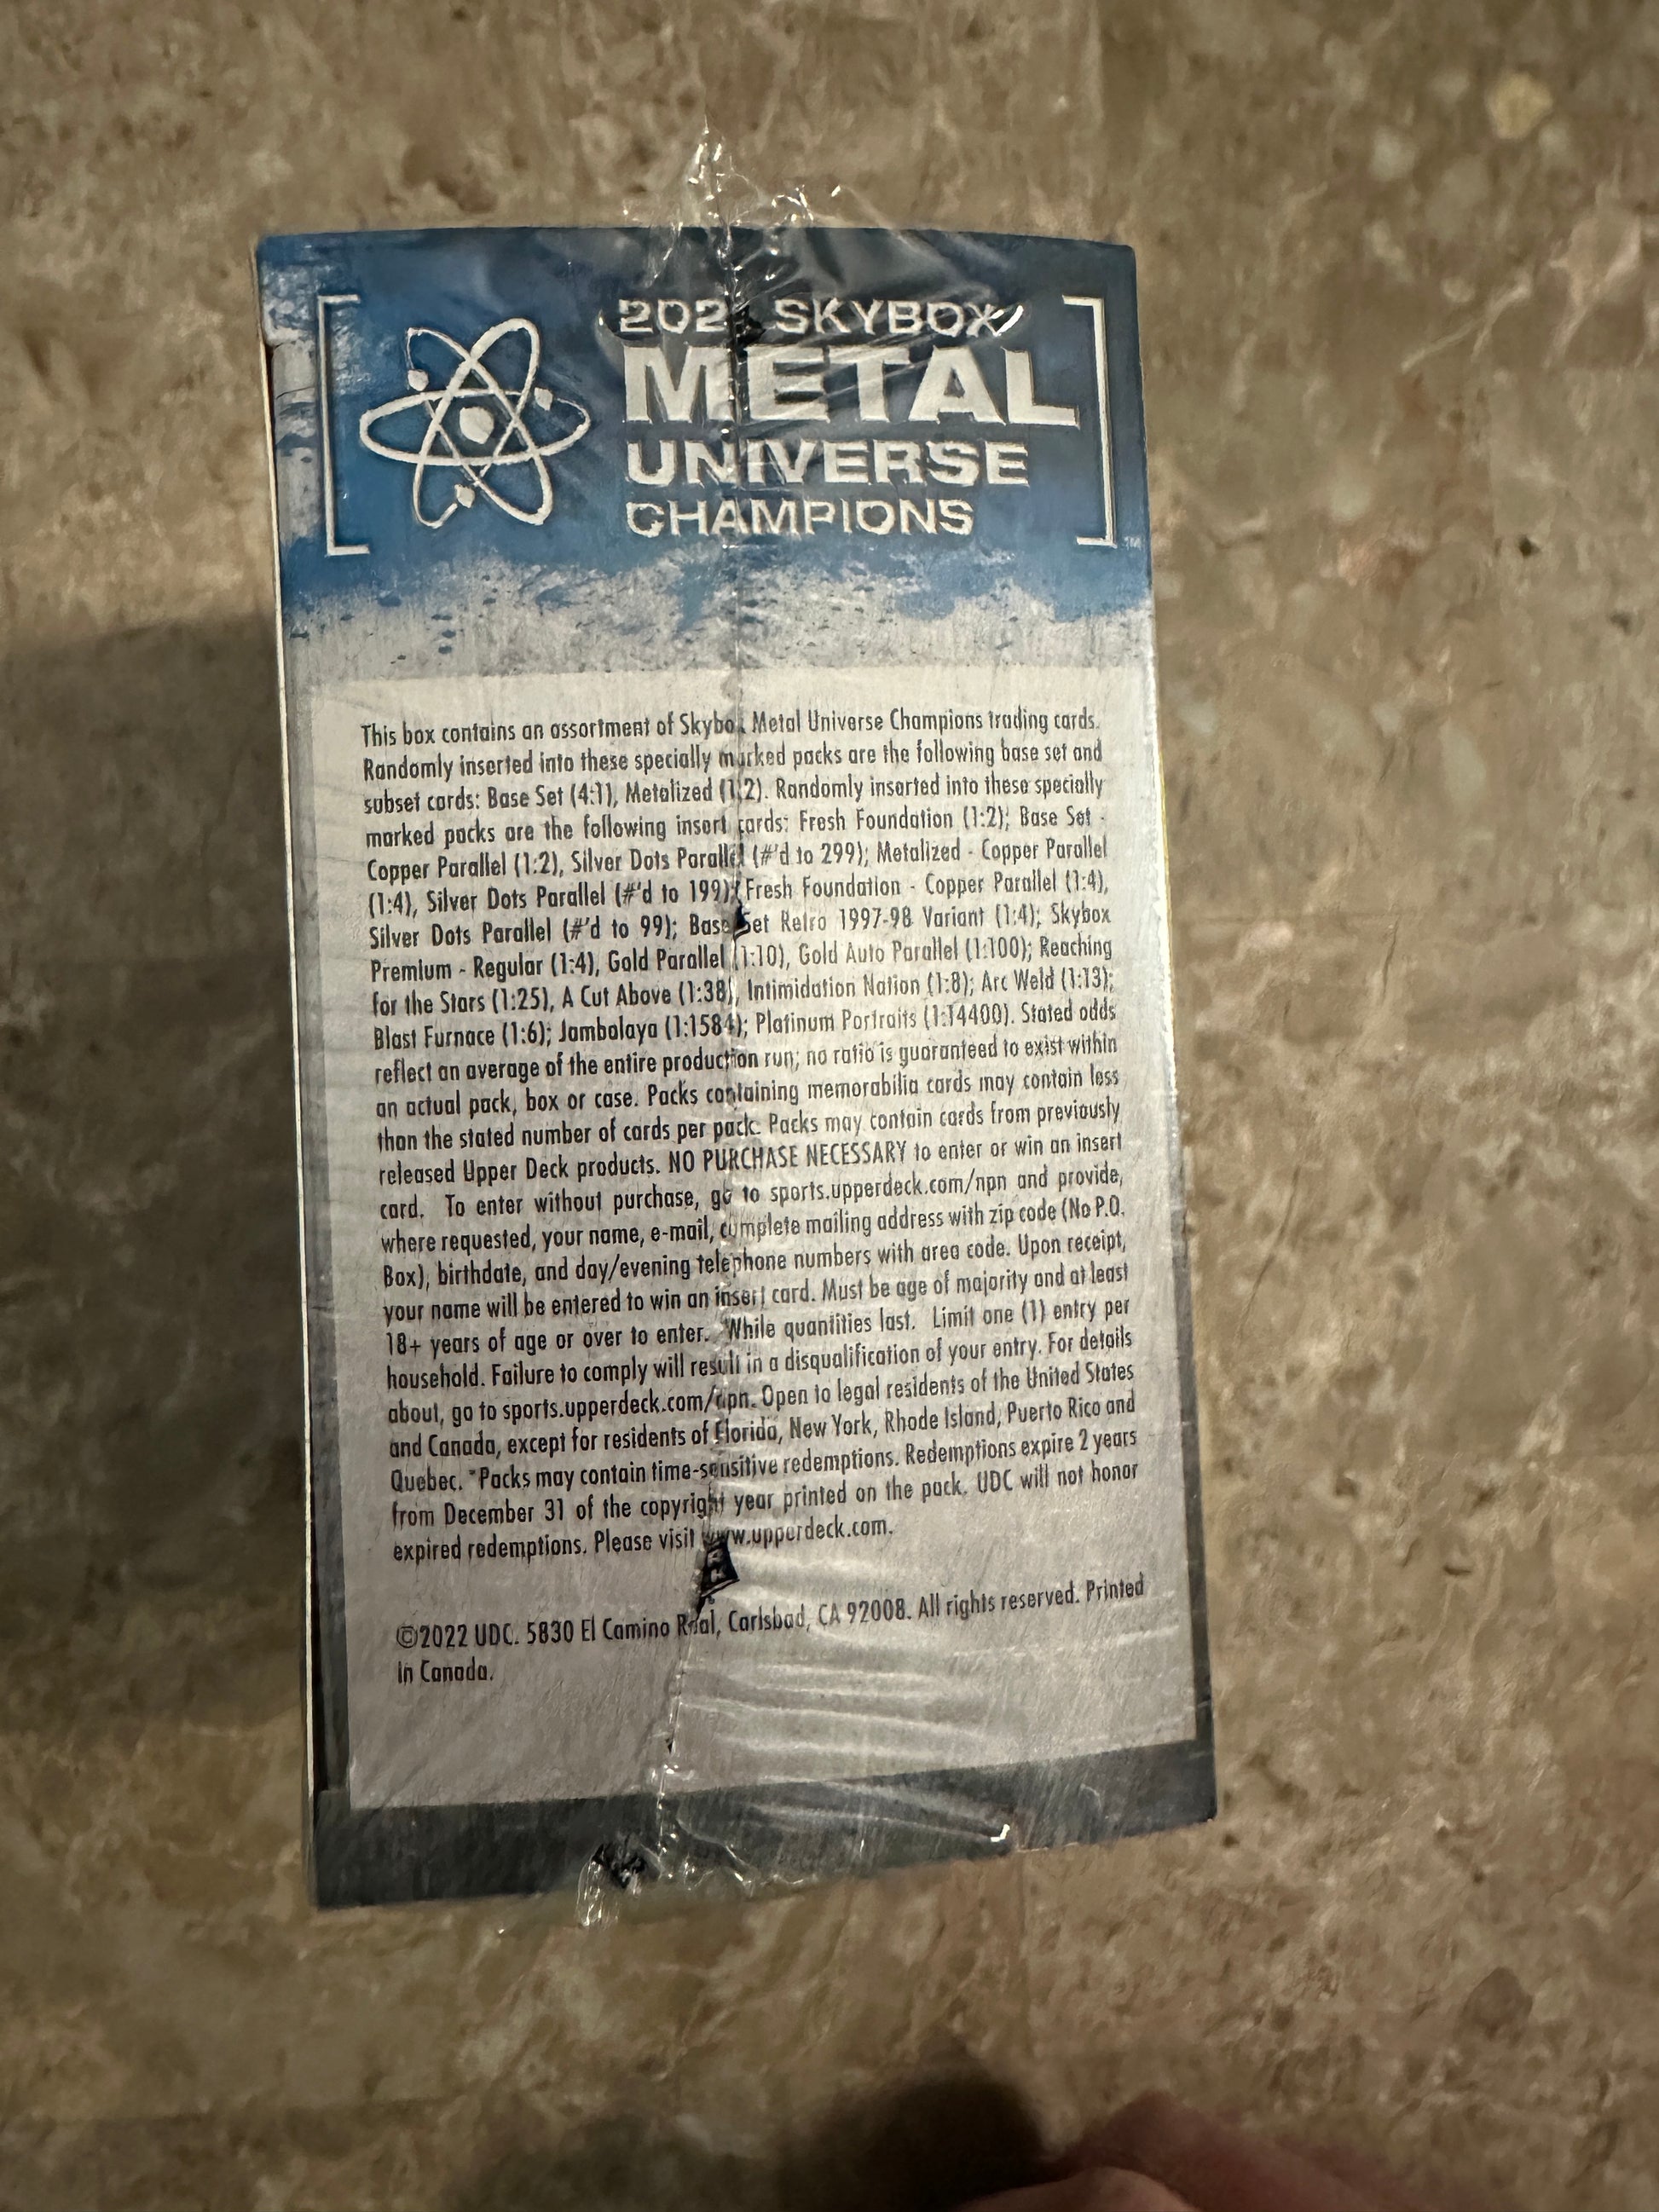 SKYBOX
METAL
UNIVERSE
CHAMPIONS
TM
This box contains an assortment of Skybox Metal Universe Champions trading cards.
Randomly inserted into these specially marked packs are the following base set and
subset cards: Base Set (4:1), Metalized (1:2). Randomly inserted into these specially
marked packs are the following insert cards: Fresh Foundation (1:2); Base Set -
Copper Parallel (1:2), Silver Dots Parallel (#'d to 299); Metalized - Copper Parallel
(1:4), Silver Dots Parallel (#'d to 199); Fresh Foundation - Copper Parallel (1:4),
Silver Dots Parallel (#'d to 99); Base Set Retro 1997-98 Variant (1:4); Skybox
Premium - Regular (1:4), Gold Parallel (1:10), Gold Auto Parallel (1:100); Reaching
for the Stars (1:25), A Cut Above (1:38), Intimidation Nation (1:8); Arc Weld (1:13);
Blast Furnace (1:6); Jambalaya (1:1584); Platinum Portraits (1:14400). Stated odds
reflect an average of the entire production run; no ratio is guaranteed to exist within
an actual pack, box or case. Packs containing memorabilia cards may contain less
than the stated number of cards per pack. Packs may contain cards from previously
released Upper Deck products. NO PURCHASE NECESSARY to enter or win an insert
card. To enter without purchase, go to sports.upperdeck.com/npn and provide,
where requested, your name, e-mail, complete mailing address with zip code (No P.O.
Box), birthdate, and day/evening telephone numbers with area code. Upon receipt,
your name will be entered to win an insert card. Must be age of majority and at least
18+ years of age or over to enter. While quantities last. Limit one (1) entry per
household. Failure to comply will result in a disqualification of your entry. For details
about, go to sports.upperdeck.com/npn. Open to legal residents of the United States
and Canada, except for residents of Florida, New York, Rhode Island, Puerto Rico and
Quebec. *Packs may contain time-sensitive redemptions. Redemptions expire 2 years
from December 31 of the copyright year printed on the pack. UDC will not honor
expired redemptions. Please visit www.upperdeck.com.
©2022 UDC. 5830 El Camino Real, Carlsbad, CA 92008. All rights reserved. Printed
in Canada.